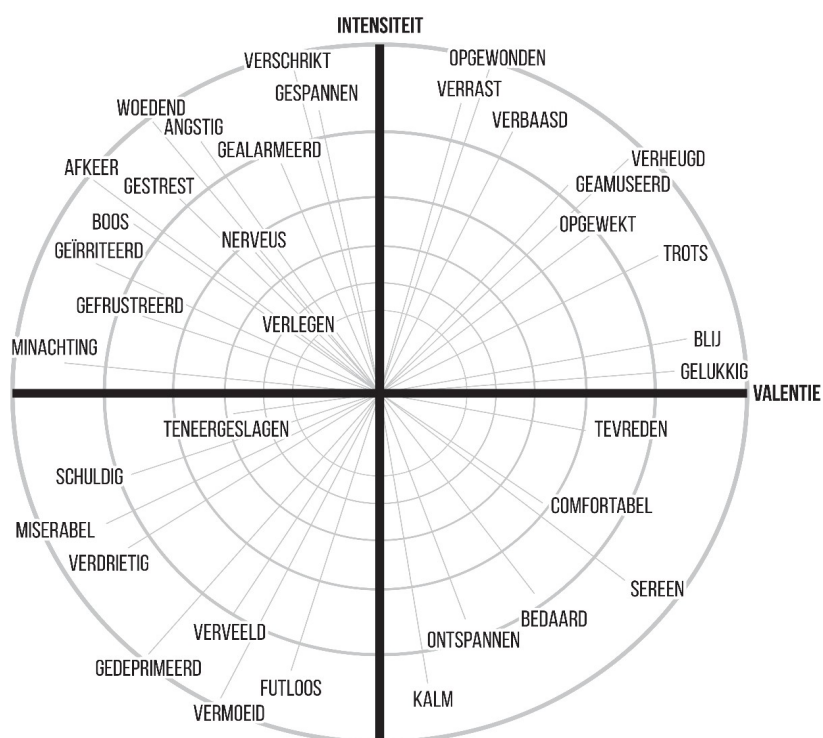 INTENSITEIT
VERSCHRIKT
OPGEWONDEN
GESPANNEN
VERRAST
WOEDEND
ANGSTIG
VERBAASD
GEALARMEERD
VERHEUGD
AFKEER
GESTREST
GEAMUSEERD
BOOS
OPGEWEKT
NERVEUS
GEÏRRITEERD
TROTS
GEFRUSTREERD
VERLEGEN
BLIJ
MINACHTING
GELUKKIG
VALENTIE
TENEERGESLAGEN
TEVREDEN
SCHULDIG
COMFORTABEL
MISERABEL
VERDRIETIG
SEREEN
BEDAARD
VERVEELD
ONTSPANNEN
GEDEPRIMEERD
FUTLOOS
KALM
VERMOEID